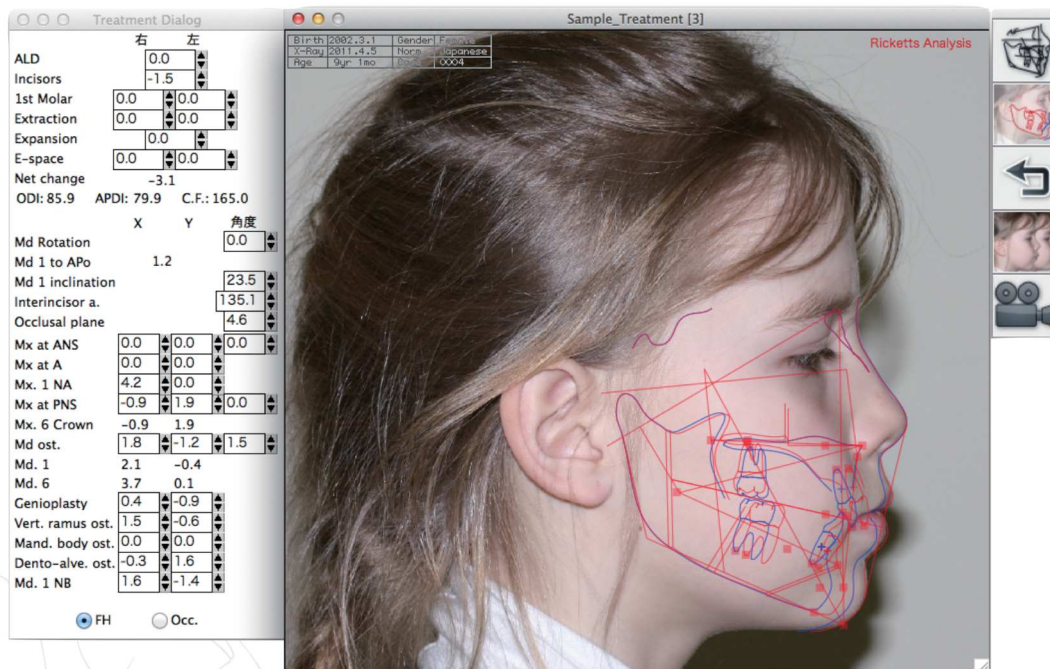 Treatment Dialog
右 左
ALD 0.0
Incisors -1.5
1st Molar 0.0 0.0
Extraction 0.0 0.0
Expansion 0.0
E-space 0.0 0.0
Net change -3.1
ODI: 85.9 APDI: 79.9 C.F.: 165.0
X Y 角度
Md Rotation 0.0
Md 1 to APo 1.2
Md 1 inclination 23.5
Interincisor a. 135.1
Occlusal plane 4.6
Mx at ANS 0.0 0.0 0.0
Mx at A 0.0 0.0
Mx. 1 NA 4.2 0.0
Mx at PNS -0.9 1.9 0.0
Mx. 6 Crown -0.9 1.9
Md ost. 1.8 -1.2 1.5
Md. 1 2.1 -0.4
Md. 6 3.7 0.1
Genioplasty 0.4 -0.9
Vert. ramus ost. 1.5 -0.6
Mand. body ost. 0.0 0.0
Dento-alve. ost. -0.3 1.6
Md. 1 NB 1.6 -1.4
FH Occ.
Sample_Treatment [3]
Birth 2002.3.1 Gender Female
X-Ray 2011.4.5 Norm Japanese
Age 9yr 1mo 0004
Ricketts Analysis